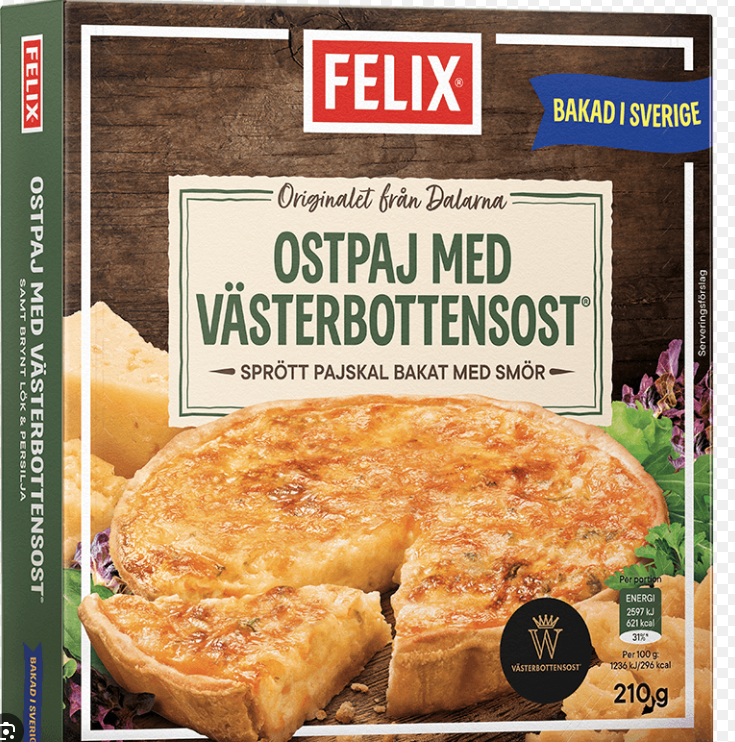 FELIX
OSTPAJ MED VÄSTERBOTTENSOST
SAMT BRYNT LÖK & PERSILJA
BAKAD I SVERIGE
FELIX®
BAKAD I SVERIGE
Originalet från Dalarna
OSTPAJ MED
VÄSTERBOTTENSOST®
SPRÖTT PAJSKAL BAKAT MED SMÖR
Serveringsförslag
Per portion
ENERGI
2597 kJ
621 kcal
31%*
Per 100 g:
1236 kJ/296 kcal
W
VÄSTERBOTTENSOST
210 g